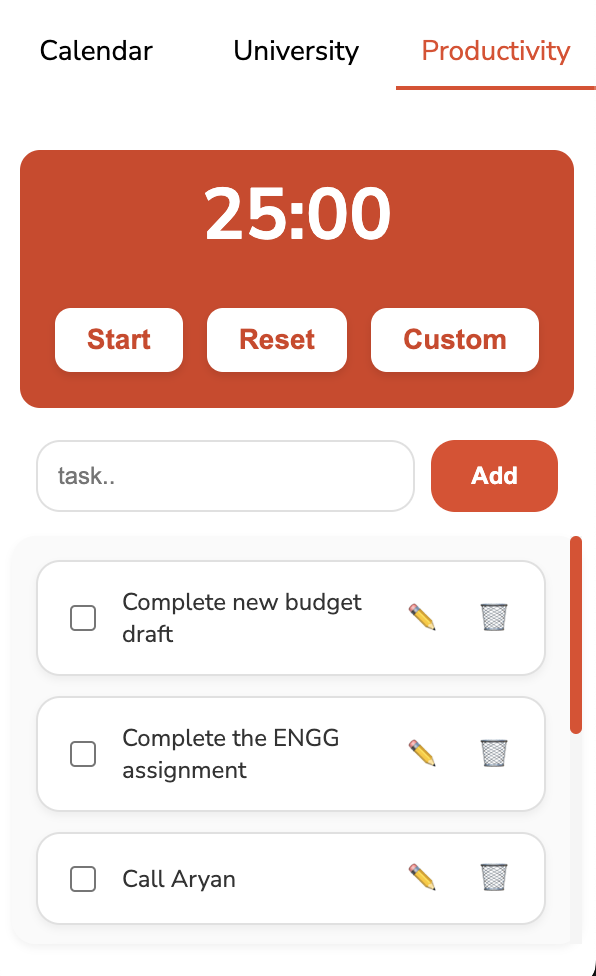 Calendar University Productivity
25:00
Start Reset Custom
task.. Add
Complete new budget
draft
Complete the ENGG
assignment
Call Aryan